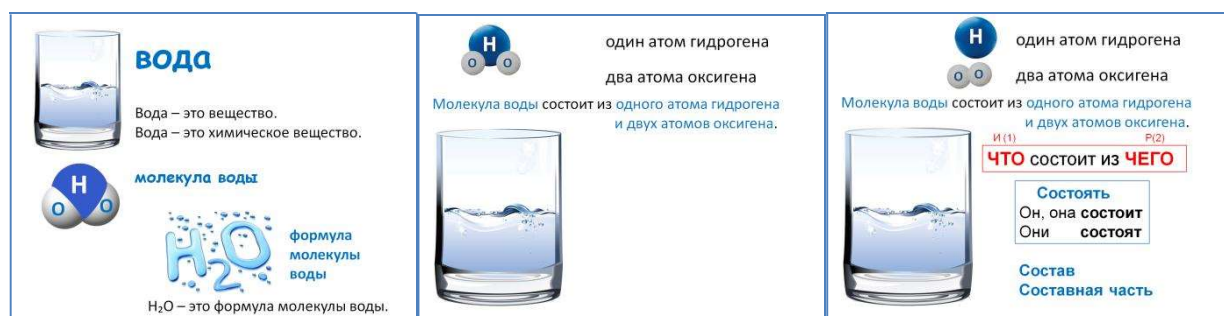 вода
Вода – это вещество.
Вода – это химическое вещество.
H
O O
молекула воды
H₂O
формула
молекулы
воды
H₂O – это формула молекулы воды.
H
O O
один атом гидрогена
два атома оксигена
Молекула воды состоит из одного атома гидрогена
и двух атомов оксигена.
H
один атом гидрогена
O O
два атома оксигена
Молекула воды состоит из одного атома гидрогена
и двух атомов оксигена.
И (1) Р(2)
ЧТО состоит из ЧЕГО
Состоять
Он, она состоит
Они состоят
Состав
Составная часть